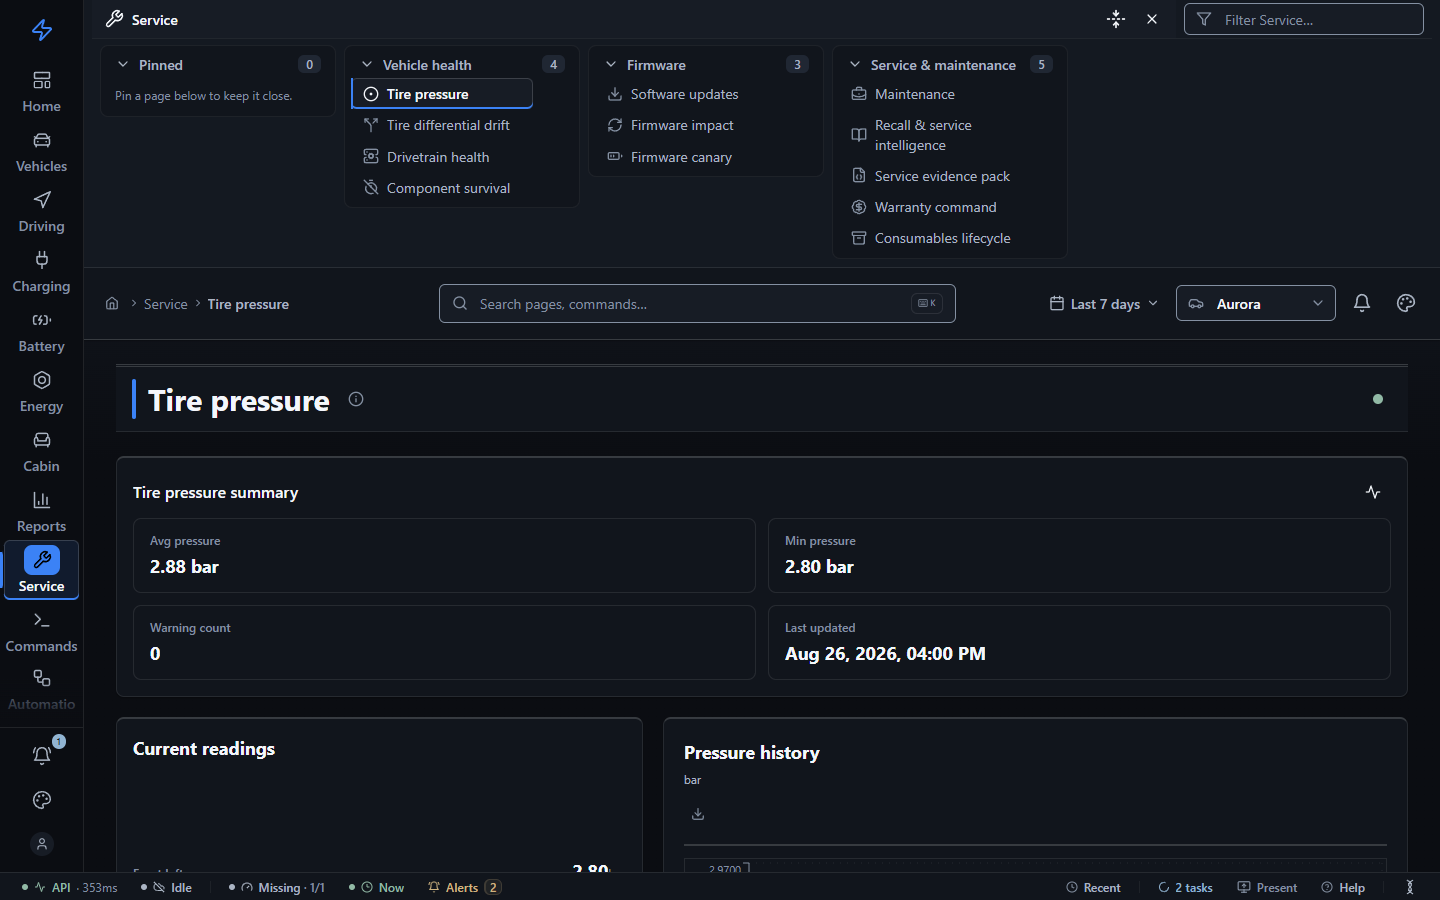 Service
Filter Service...
Home
Vehicles
Driving
Charging
Battery
Energy
Cabin
Reports
Service
Commands
Automatio
1
Pinned
0
Pin a page below to keep it close.
Vehicle health
4
Tire pressure
Tire differential drift
Drivetrain health
Component survival
Firmware
3
Software updates
Firmware impact
Firmware canary
Service & maintenance
5
Maintenance
Recall & service
intelligence
Service evidence pack
Warranty command
Consumables lifecycle
Service
Tire pressure
Search pages, commands...
K
Last 7 days
Aurora
Tire pressure
Tire pressure summary
Avg pressure
2.88 bar
Min pressure
2.80 bar
Warning count
0
Last updated
Aug 26, 2026, 04:00 PM
Current readings
2.80
Pressure history
bar
2.9700
API · 353ms
Idle
Missing · 1/1
Now
Alerts
2
Recent
2 tasks
Present
Help